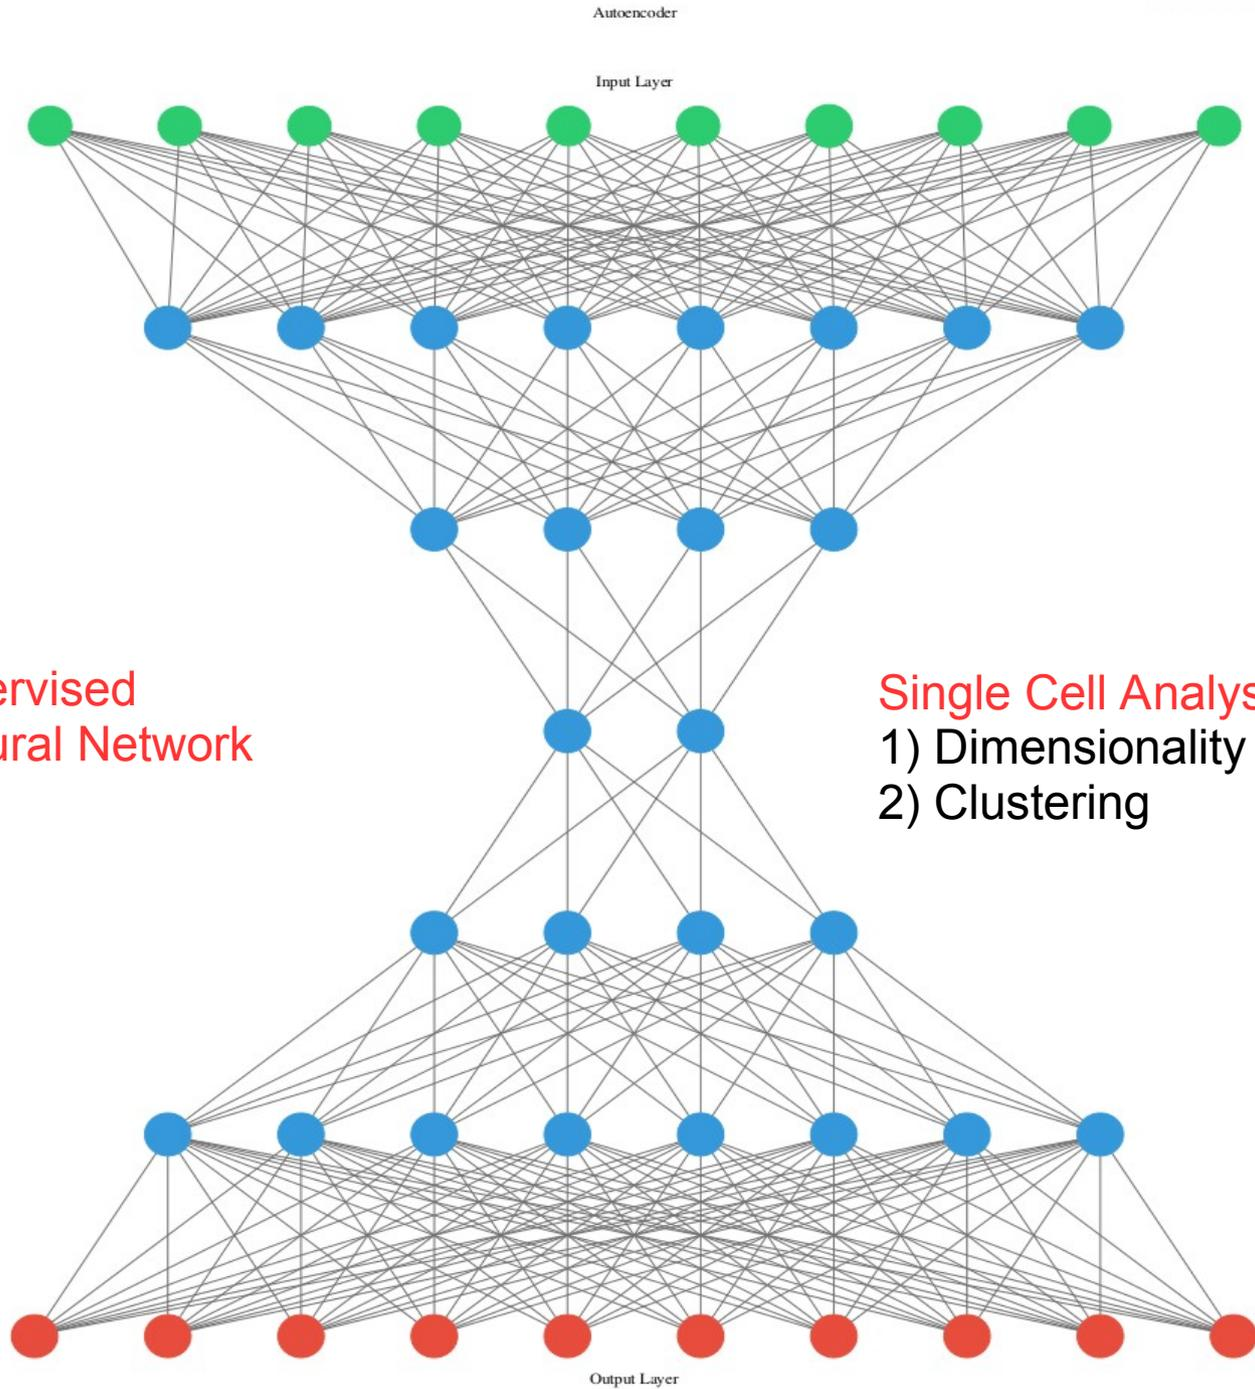 Autoencoder
Input Layer
ervised
ural Network
Single Cell Analys
1) Dimensionality
2) Clustering
Output Layer